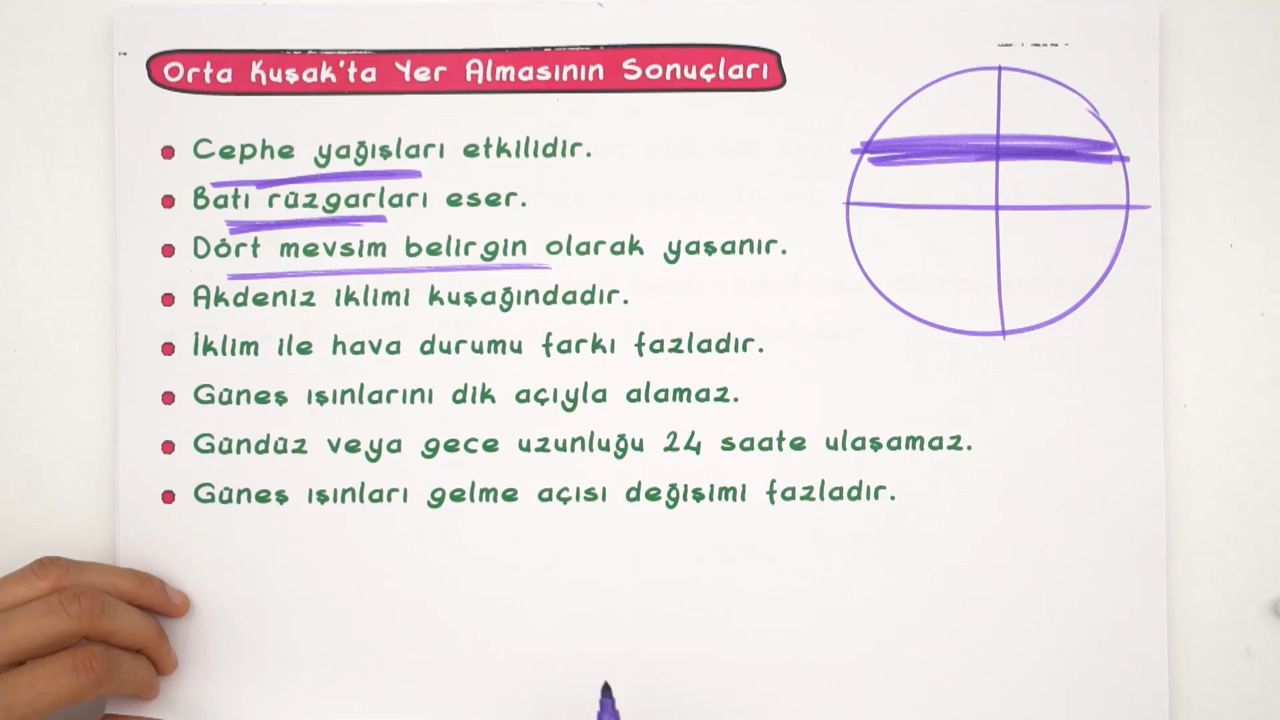 Orta Kuşak'ta Yer Almasının Sonuçları
Cephe yağışları etkilidir.
Batı rüzgarları eser.
Dört mevsim belirgin olarak yaşanır.
Akdeniz iklimi kuşağındadır.
İklim ile hava durumu farkı fazladır.
Güneş ışınlarını dik açıyla alamaz.
Gündüz veya gece uzunluğu 24 saate ulaşamaz.
Güneş ışınları gelme açısı değişimi fazladır.